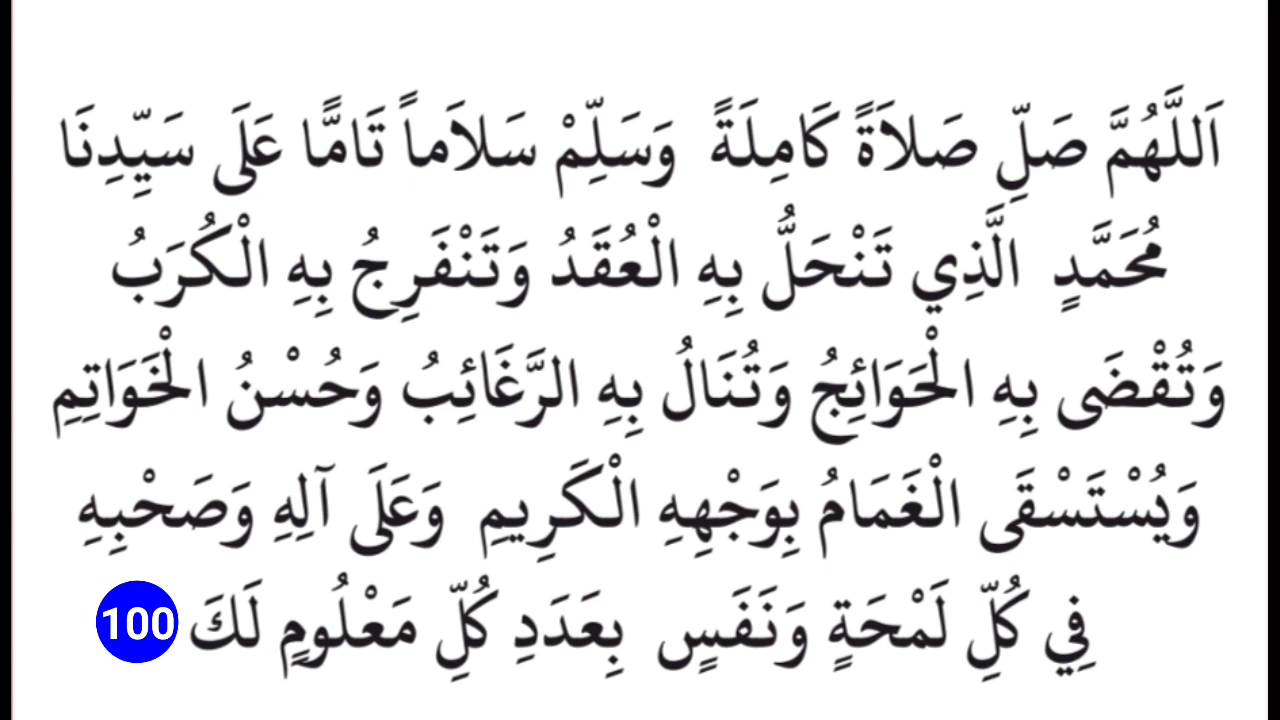 اَللَّهُمَّ صَلِّ صَلاَةً كَامِلَةً وَسَلِّمْ سَلاَماً تَامًّا عَلَى سَيِّدِنَا
مُحَمَّدٍ الَّذِي تَنْحَلُّ بِهِ الْعُقَدُ وَتَنْفَرِجُ بِهِ الْكُرَبُ
وَتُقْضَى بِهِ الْحَوَائِجُ وَتُنَالُ بِهِ الرَّغَائِبُ وَحُسْنُ الْخَوَاتِمِ
وَيُسْتَسْقَى الْغَمَامُ بِوَجْهِهِ الْكَرِيمِ وَعَلَى آلِهِ وَصَحْبِهِ
فِي كُلِّ لَمْحَةٍ وَنَفَسٍ بِعَدَدِ كُلِّ مَعْلُومٍ لَكَ 100